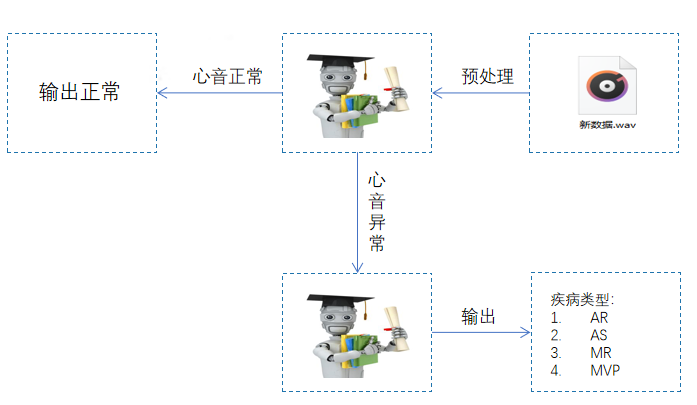 输出正常
心音正常
预处理
新数据.wav
心
音
异
常
输出
疾病类型:
1. AR
2. AS
3. MR
4. MVP